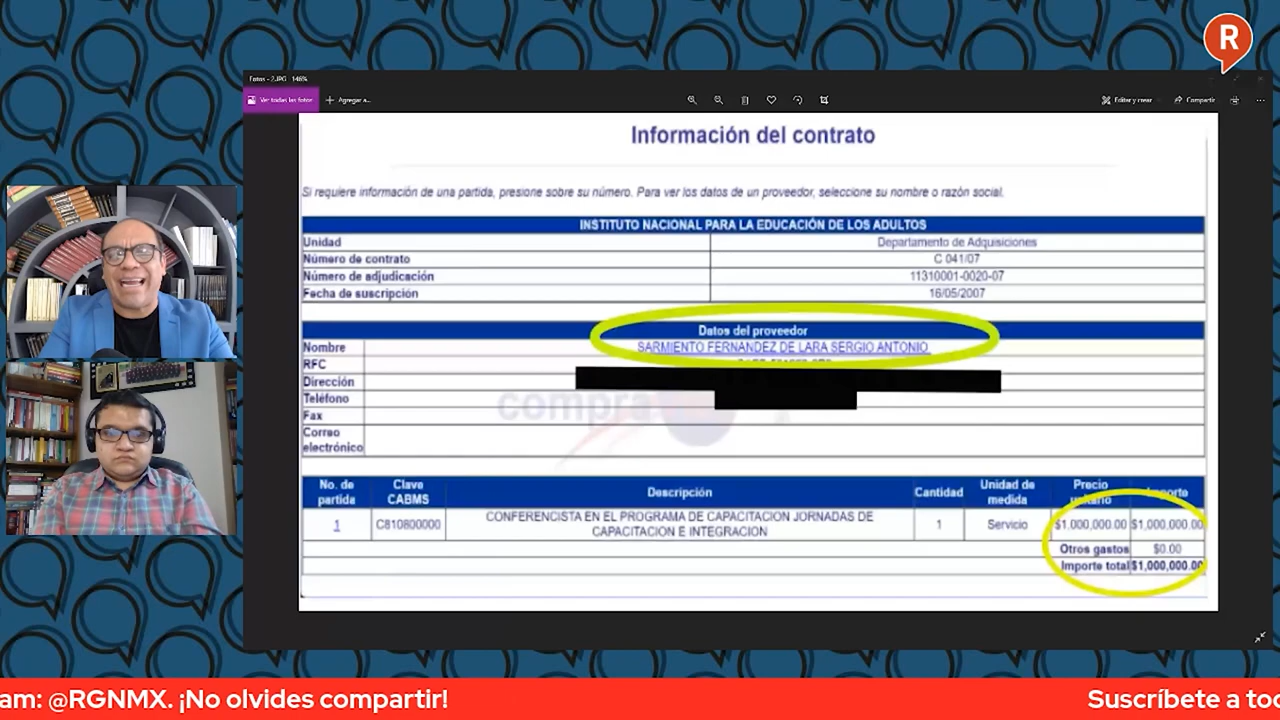 R
Fotos - 2.JPG 146%
Ver todas las fotos
Agregar a...
Editar y crear
Compartir
Información del contrato
Si requiere información de una partida, presione sobre su número. Para ver los datos de un proveedor, seleccione su nombre o razón social.
INSTITUTO NACIONAL PARA LA EDUCACIÓN DE LOS ADULTOS
Unidad Departamento de Adquisiciones
Número de contrato C 041/07
Número de adjudicación 11310001-0020-07
Fecha de suscripción 16/05/2007
Datos del proveedor
Nombre SARMIENTO FERNANDEZ DE LARA SERGIO ANTONIO
RFC
Dirección
Teléfono
Fax
Correo
electrónico
compra
No. de partida Clave CABMS Descripción Cantidad Unidad de medida Precio unitario Importe
1 C810800000 CONFERENCISTA EN EL PROGRAMA DE CAPACITACION JORNADAS DE 1 Servicio $1,000,000.00 $1,000,000.00
CAPACITACION E INTEGRACION
Otros gastos $0.00
Importe total $1,000,000.00
am: @RGNMX. ¡No olvides compartir! Suscríbete a tod